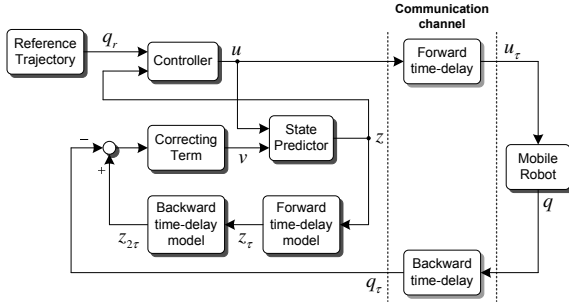 Communication
channel
Reference
Trajectory
q_r
Controller
u
Forward
time-delay
u_τ
−
+
Correcting
Term
v
State
Predictor
z
Mobile
Robot
q
Backward
time-delay
model
z_{2τ}
Forward
time-delay
model
z_τ
Backward
time-delay
q_τ